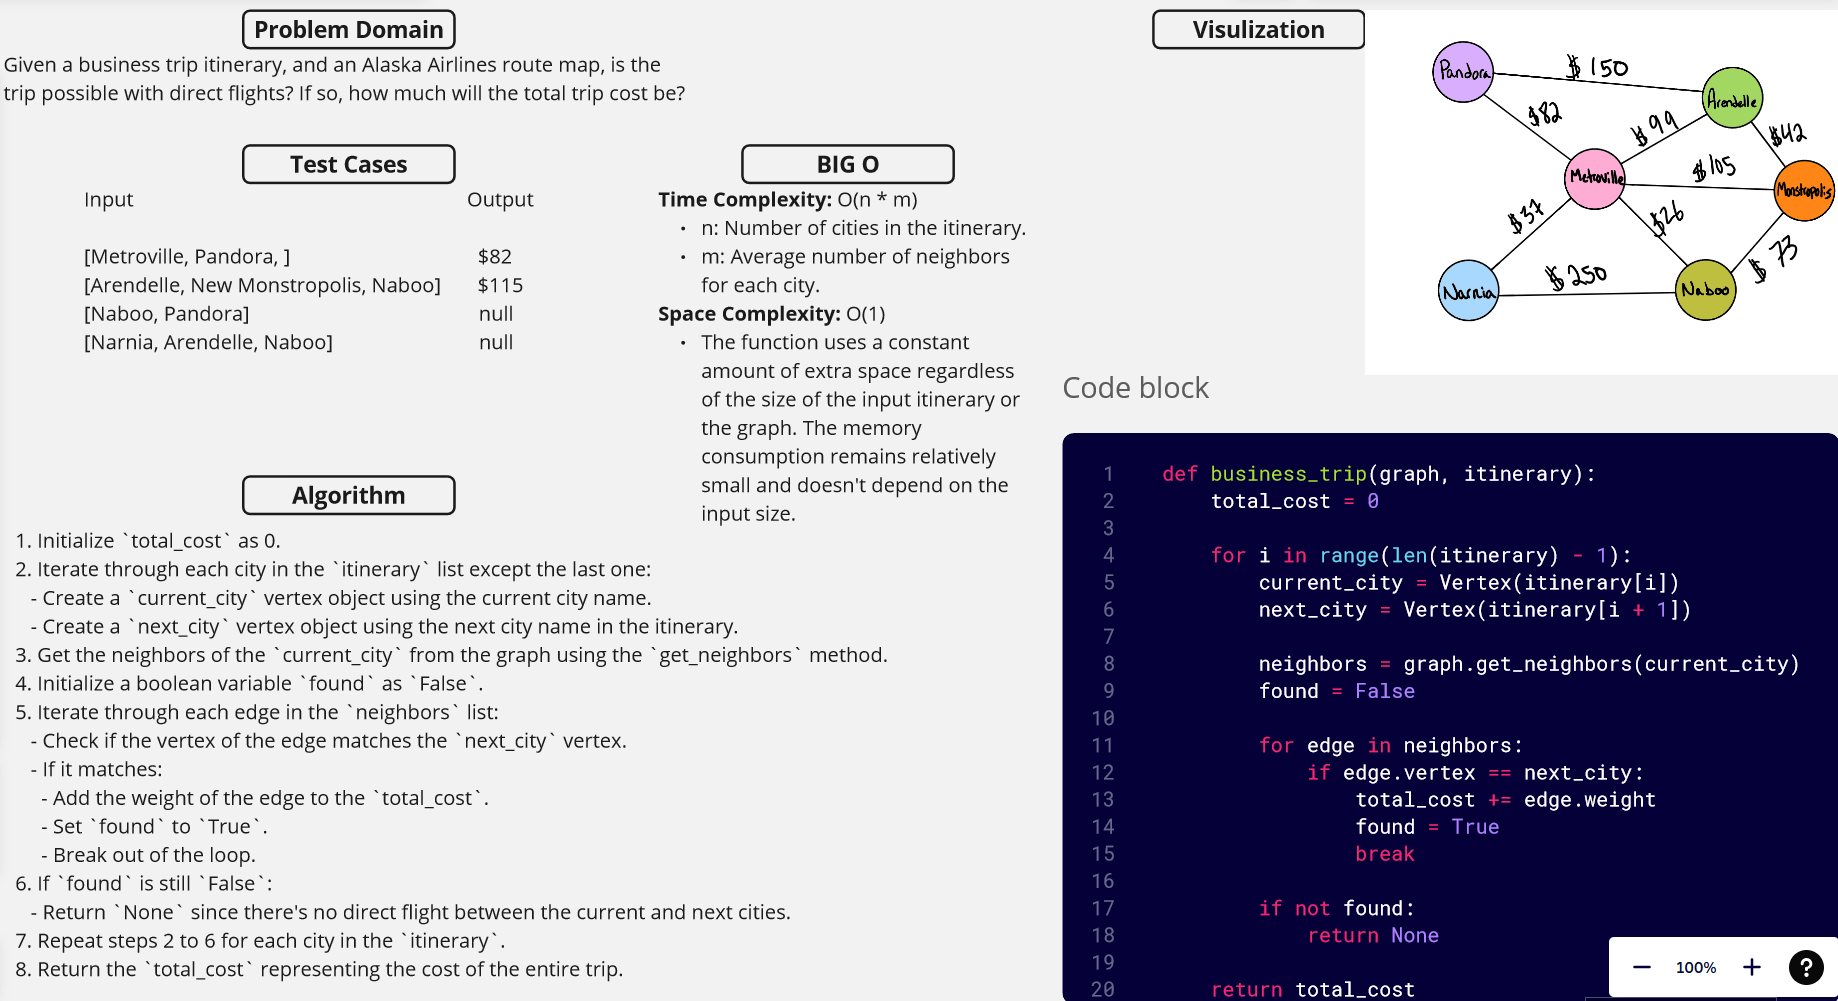 Problem Domain
Given a business trip itinerary, and an Alaska Airlines route map, is the
trip possible with direct flights? If so, how much will the total trip cost be?
Test Cases
Input Output
[Metroville, Pandora, ] $82
[Arendelle, New Monstropolis, Naboo] $115
[Naboo, Pandora] null
[Narnia, Arendelle, Naboo] null
BIG O
Time Complexity: O(n * m)
• n: Number of cities in the itinerary.
• m: Average number of neighbors
for each city.
Space Complexity: O(1)
• The function uses a constant
amount of extra space regardless
of the size of the input itinerary or
the graph. The memory
consumption remains relatively
small and doesn't depend on the
input size.
Algorithm
1. Initialize `total_cost` as 0.
2. Iterate through each city in the `itinerary` list except the last one:
- Create a `current_city` vertex object using the current city name.
- Create a `next_city` vertex object using the next city name in the itinerary.
3. Get the neighbors of the `current_city` from the graph using the `get_neighbors` method.
4. Initialize a boolean variable `found` as `False`.
5. Iterate through each edge in the `neighbors` list:
- Check if the vertex of the edge matches the `next_city` vertex.
- If it matches:
- Add the weight of the edge to the `total_cost`.
- Set `found` to `True`.
- Break out of the loop.
6. If `found` is still `False`:
- Return `None` since there's no direct flight between the current and next cities.
7. Repeat steps 2 to 6 for each city in the `itinerary`.
8. Return the `total_cost` representing the cost of the entire trip.
Visulization
Pandora
$150
Arendelle
$82
$99
$42
Metroville
$105
Monstropolis
$37
$26
$73
Narnia
$250
Naboo
Code block
1 def business_trip(graph, itinerary):
2 total_cost = 0
3
4 for i in range(len(itinerary) - 1):
5 current_city = Vertex(itinerary[i])
6 next_city = Vertex(itinerary[i + 1])
7
8 neighbors = graph.get_neighbors(current_city)
9 found = False
10
11 for edge in neighbors:
12 if edge.vertex == next_city:
13 total_cost += edge.weight
14 found = True
15 break
16
17 if not found:
18 return None
19
20 return total_cost
− 100% + ?